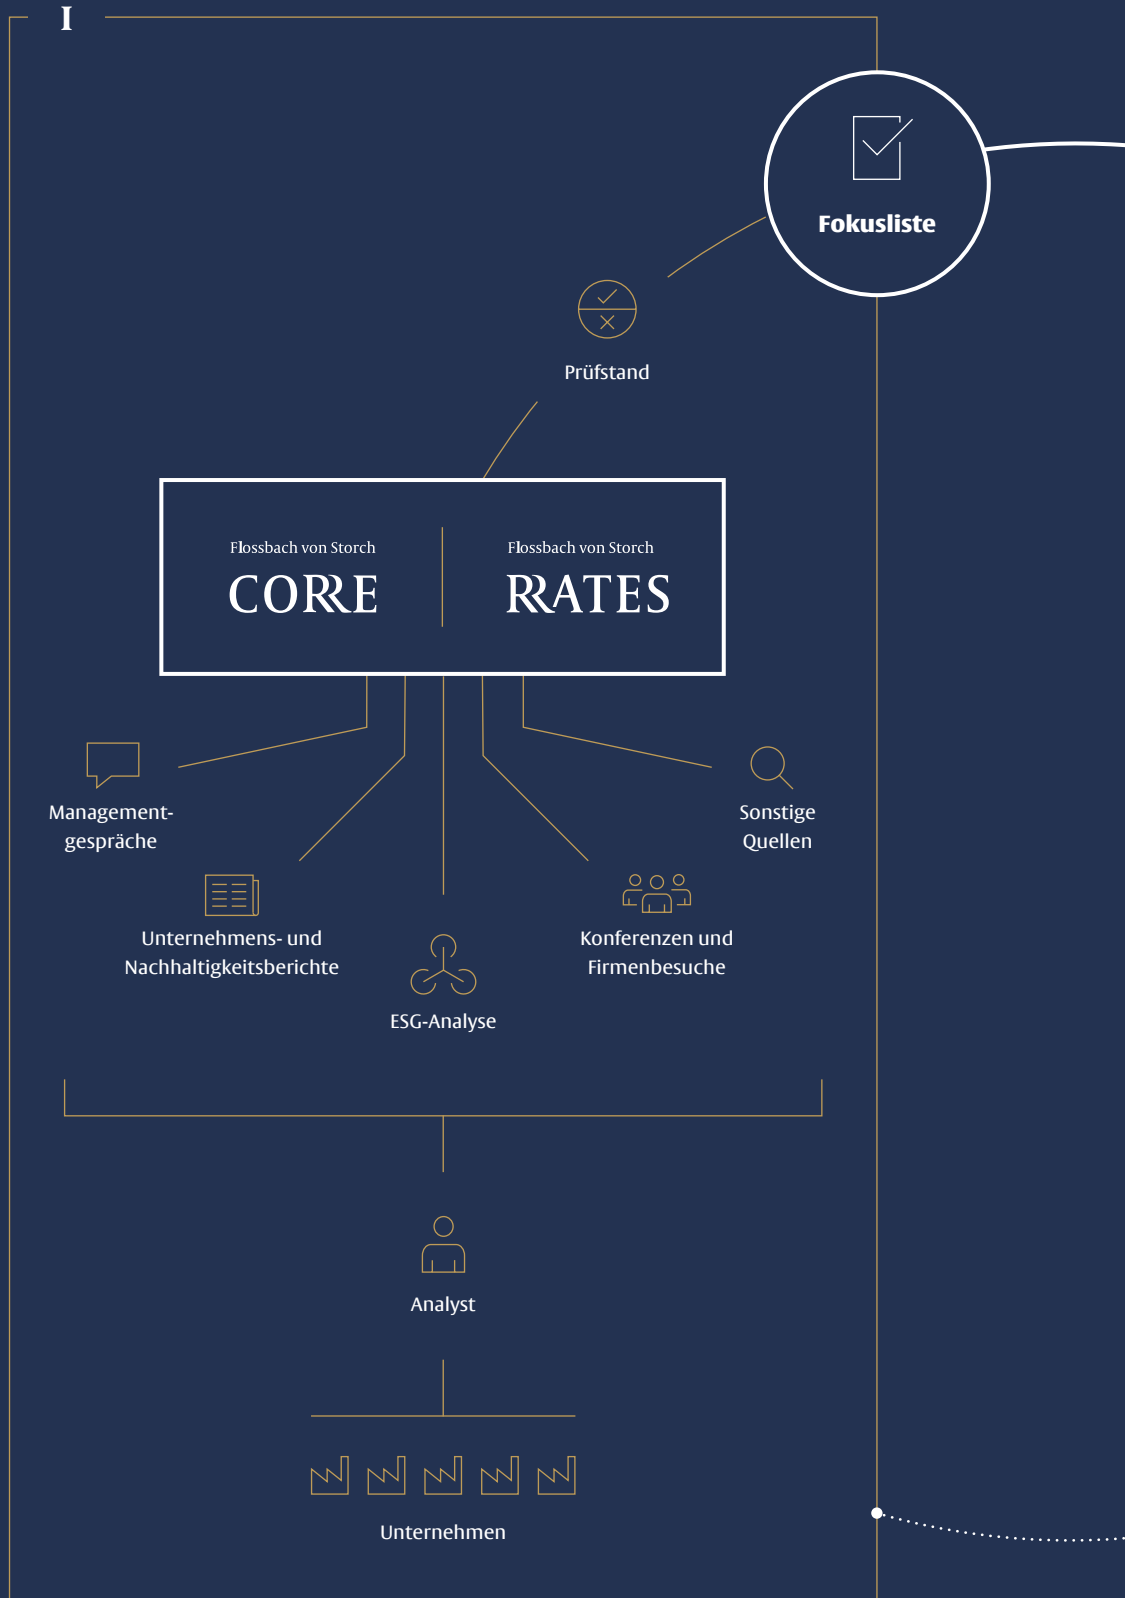 I
Fokusliste
Prüfstand
Flossbach von Storch
CORRE
Flossbach von Storch
RRATES
Management-
gespräche
Sonstige
Quellen
Unternehmens- und
Nachhaltigkeitsberichte
Konferenzen und
Firmenbesuche
ESG-Analyse
Analyst
Unternehmen